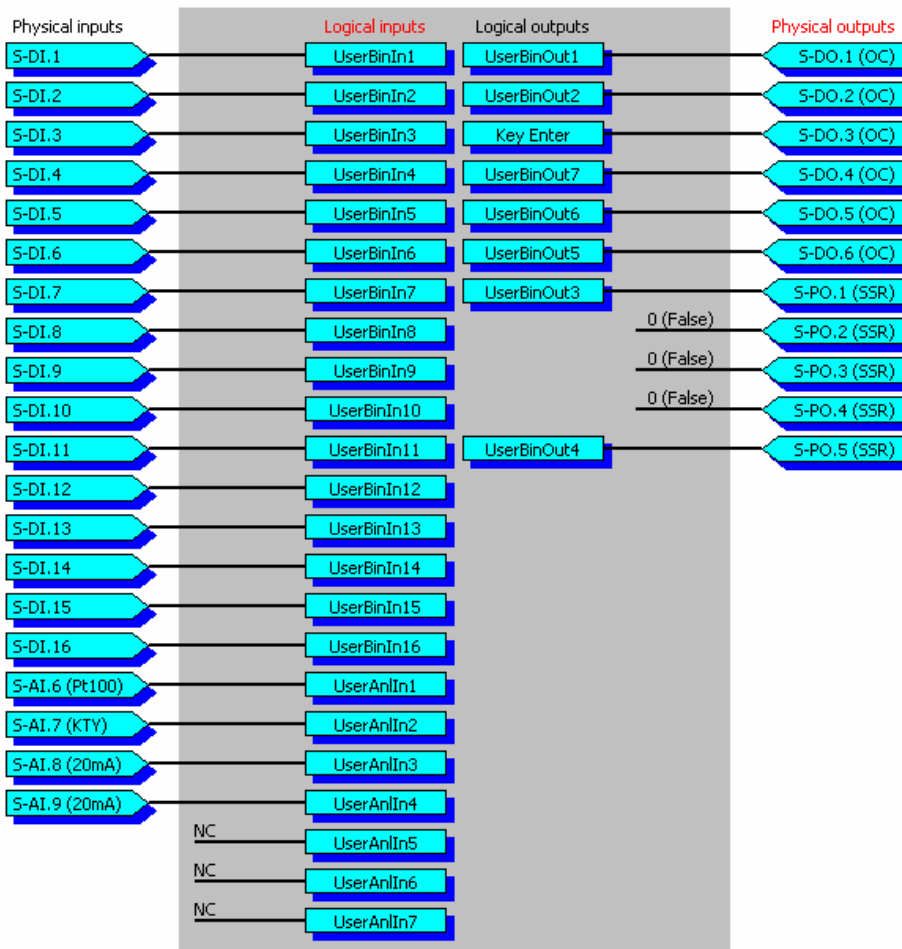 Physical inputs Logical inputs Logical outputs Physical outputs
S-DI.1 UserBinIn1 UserBinOut1 S-DO.1 (OC)
S-DI.2 UserBinIn2 UserBinOut2 S-DO.2 (OC)
S-DI.3 UserBinIn3 Key Enter S-DO.3 (OC)
S-DI.4 UserBinIn4 UserBinOut7 S-DO.4 (OC)
S-DI.5 UserBinIn5 UserBinOut6 S-DO.5 (OC)
S-DI.6 UserBinIn6 UserBinOut5 S-DO.6 (OC)
S-DI.7 UserBinIn7 UserBinOut3 S-PO.1 (SSR)
S-DI.8 UserBinIn8 0 (False) S-PO.2 (SSR)
S-DI.9 UserBinIn9 0 (False) S-PO.3 (SSR)
S-DI.10 UserBinIn10 0 (False) S-PO.4 (SSR)
S-DI.11 UserBinIn11 UserBinOut4 S-PO.5 (SSR)
S-DI.12 UserBinIn12
S-DI.13 UserBinIn13
S-DI.14 UserBinIn14
S-DI.15 UserBinIn15
S-DI.16 UserBinIn16
S-AI.6 (Pt100) UserAnlIn1
S-AI.7 (KTY) UserAnlIn2
S-AI.8 (20mA) UserAnlIn3
S-AI.9 (20mA) UserAnlIn4
NC UserAnlIn5
NC UserAnlIn6
NC UserAnlIn7